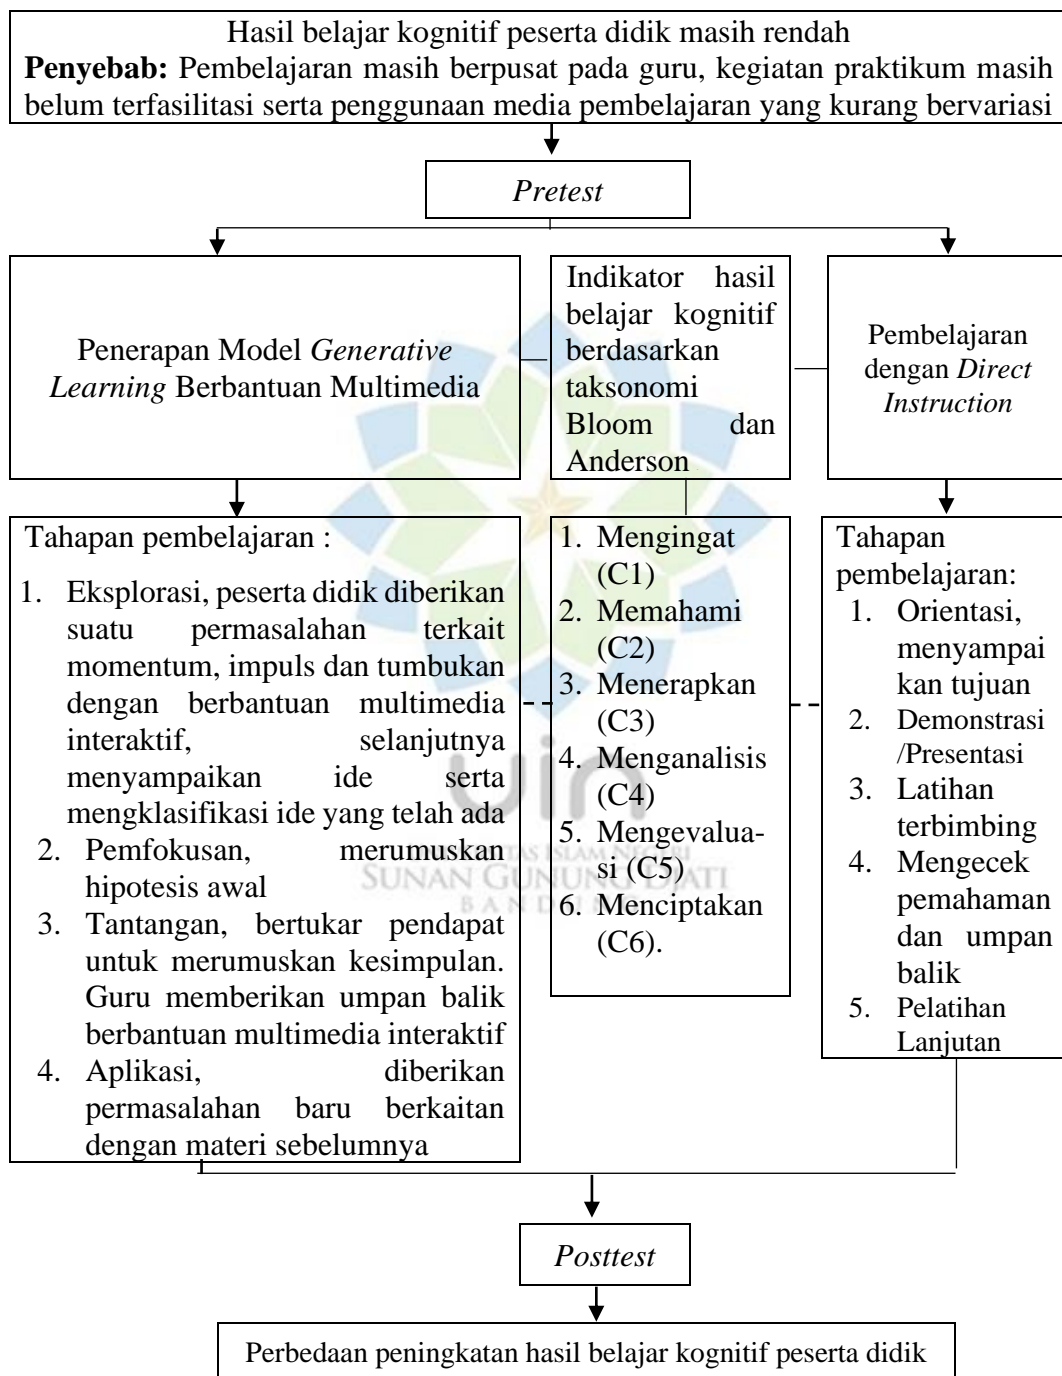 Hasil belajar kognitif peserta didik masih rendah
Penyebab: Pembelajaran masih berpusat pada guru, kegiatan praktikum masih
belum terfasilitasi serta penggunaan media pembelajaran yang kurang bervariasi
Pretest
Penerapan Model Generative
Learning Berbantuan Multimedia
Indikator hasil
belajar kognitif
berdasarkan
taksonomi
Bloom dan
Anderson
Pembelajaran
dengan Direct
Instruction
Tahapan pembelajaran :
1. Eksplorasi, peserta didik diberikan
suatu permasalahan terkait
momentum, impuls dan tumbukan
dengan berbantuan multimedia
interaktif, selanjutnya
menyampaikan ide serta
mengklasifikasi ide yang telah ada
2. Pemfokusan, merumuskan
hipotesis awal
3. Tantangan, bertukar pendapat
untuk merumuskan kesimpulan.
Guru memberikan umpan balik
berbantuan multimedia interaktif
4. Aplikasi, diberikan
permasalahan baru berkaitan
dengan materi sebelumnya
1. Mengingat
(C1)
2. Memahami
(C2)
3. Menerapkan
(C3)
4. Menganalisis
(C4)
5. Mengevalua-
si (C5)
6. Menciptakan
(C6).
Tahapan
pembelajaran:
1. Orientasi,
menyampai
kan tujuan
2. Demonstrasi
/Presentasi
3. Latihan
terbimbing
4. Mengecek
pemahaman
dan umpan
balik
5. Pelatihan
Lanjutan
uin
SUNAN GUNUNG DJATI
Posttest
Perbedaan peningkatan hasil belajar kognitif peserta didik